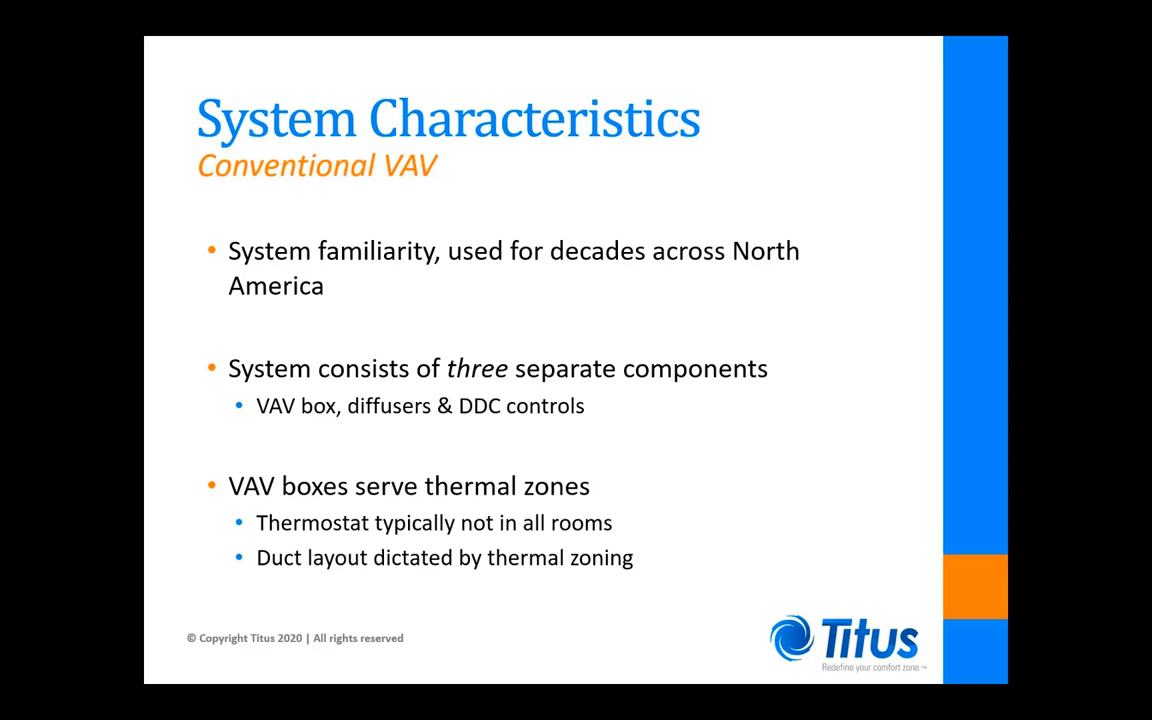 System Characteristics
Conventional VAV
• System familiarity, used for decades across North
America
• System consists of three separate components
• VAV box, diffusers & DDC controls
• VAV boxes serve thermal zones
• Thermostat typically not in all rooms
• Duct layout dictated by thermal zoning
© Copyright Titus 2020 | All rights reserved
Titus
Redefine your comfort zone.™